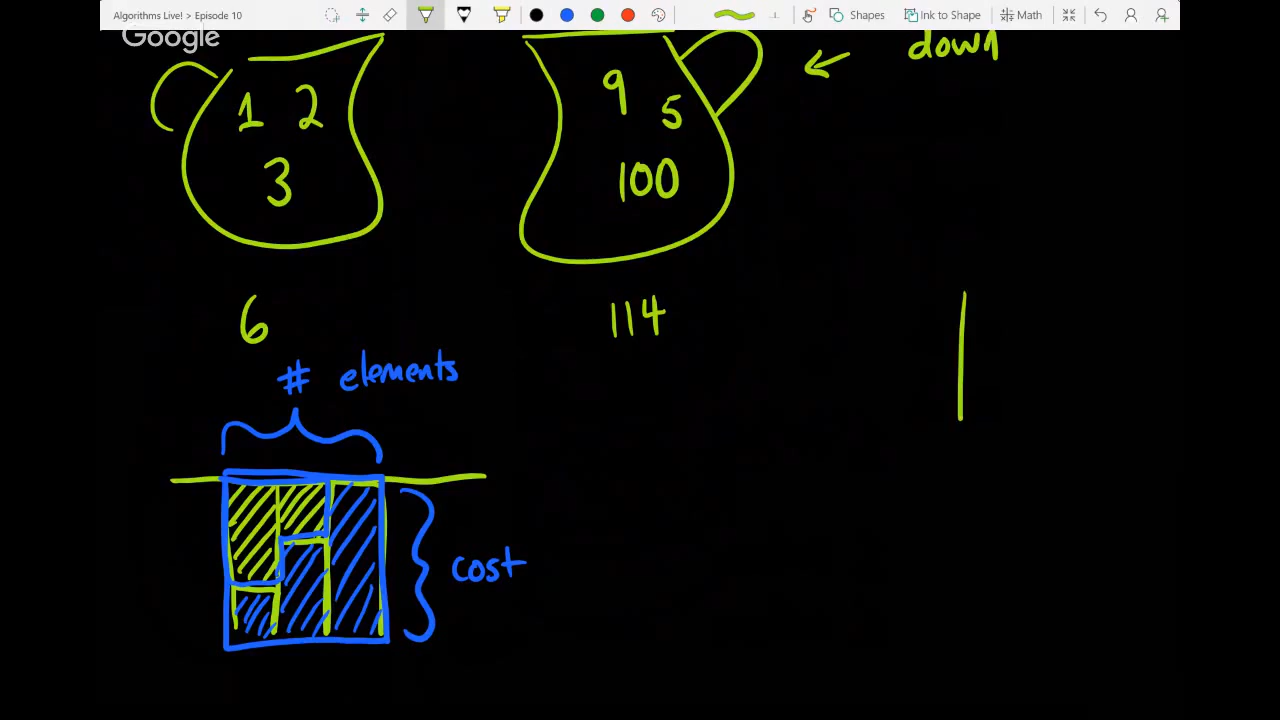 Algorithms Live! > Episode 10
Shapes
Ink to Shape
Math
Google
down
1 2
3
9
5
100
6
114
# elements
cost